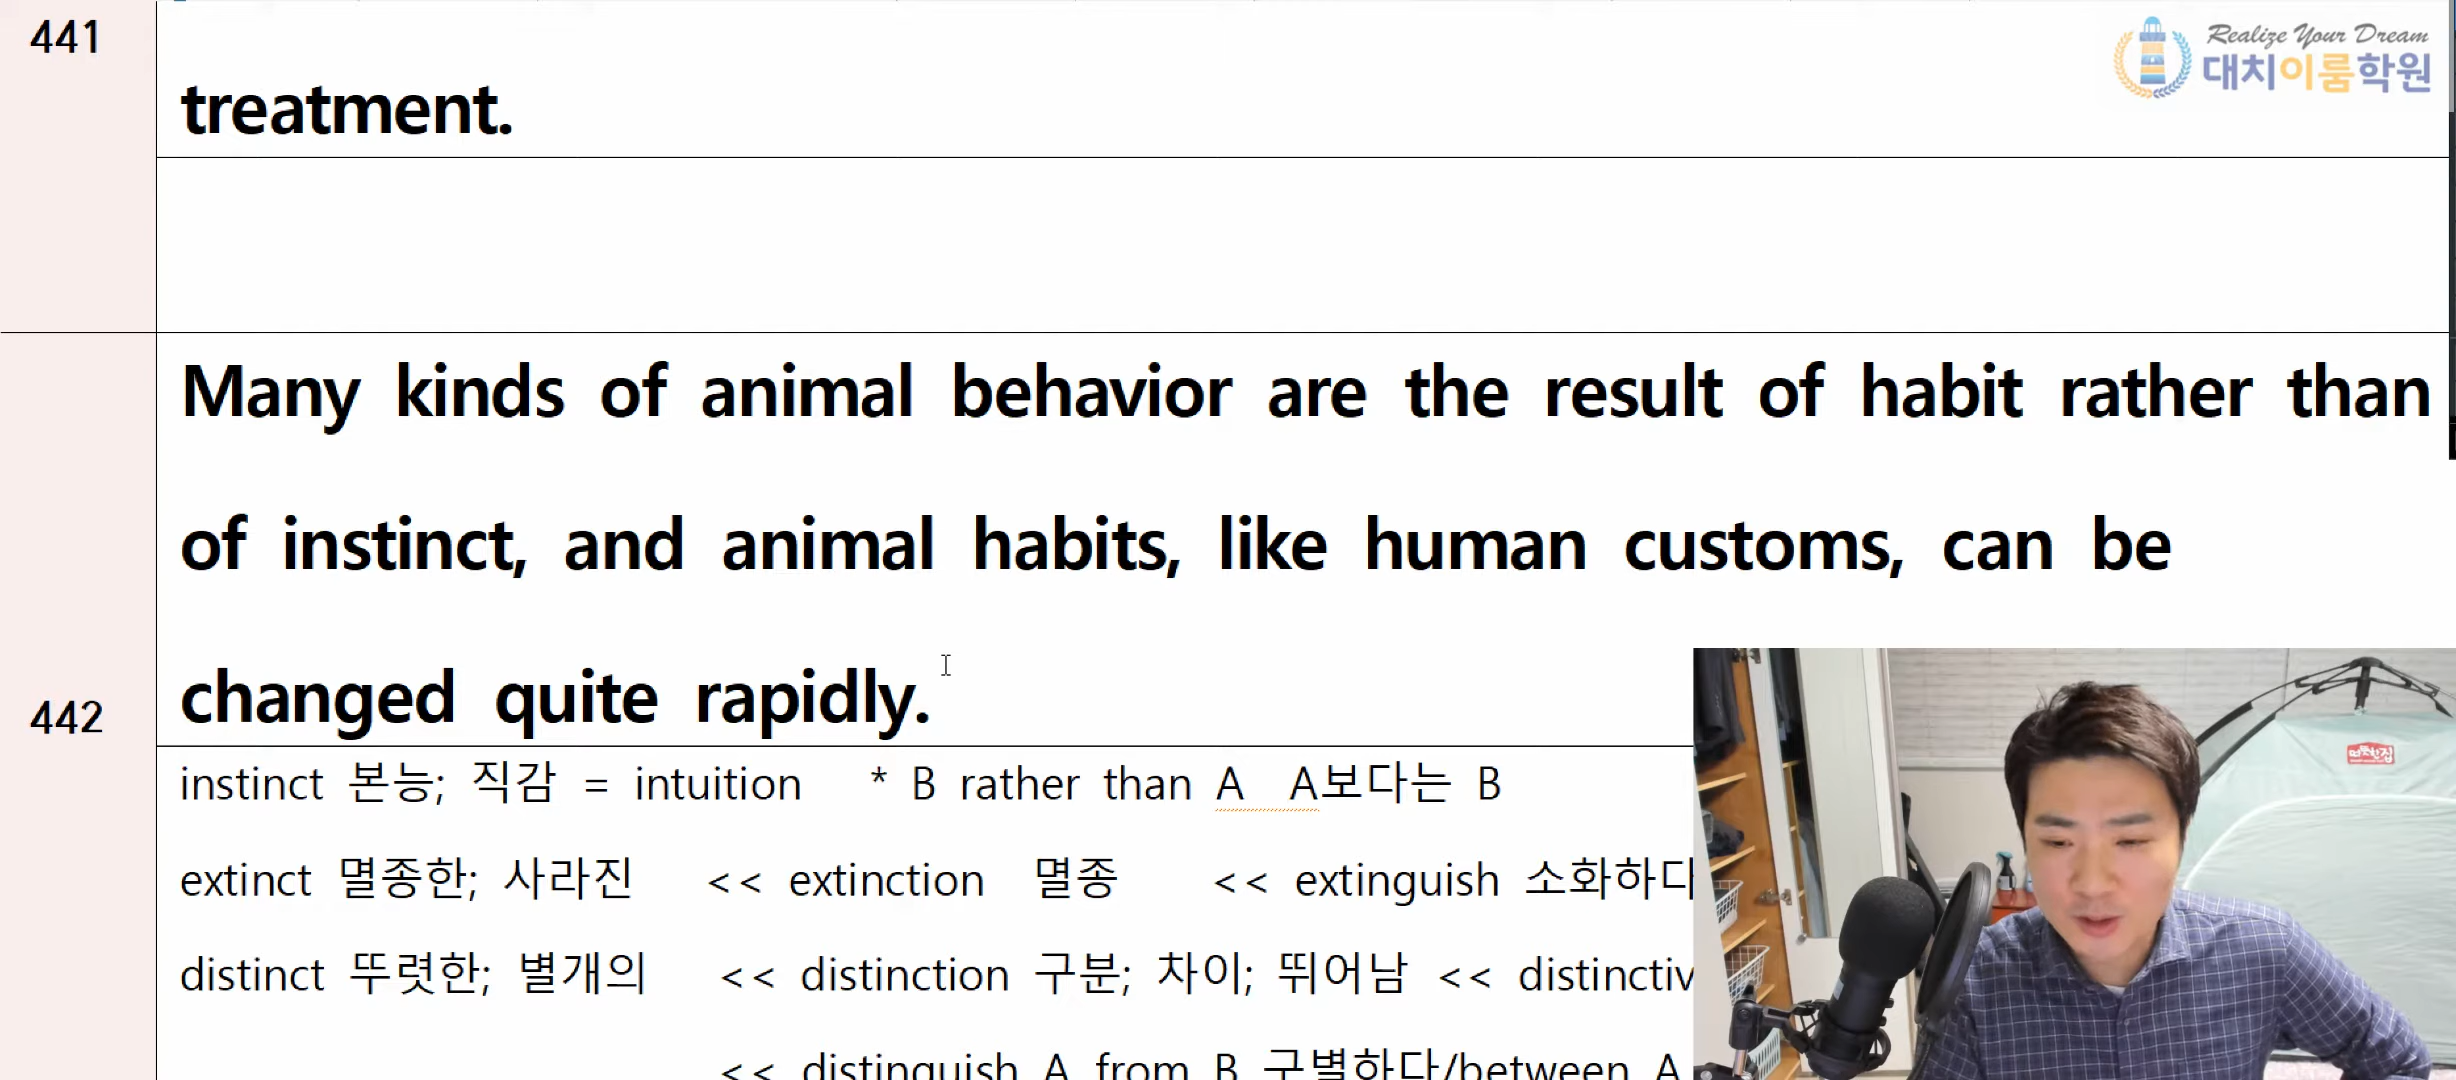 441
Realize Your Dream
대치이룸학원
treatment.
Many kinds of animal behavior are the result of habit rather than
of instinct, and animal habits, like human customs, can be
changed quite rapidly.
442
instinct 본능; 직감 = intuition * B rather than A A보다는 B
extinct 멸종한; 사라진 << extinction 멸종 << extinguish 소화하다
distinct 뚜렷한; 별개의 << distinction 구분; 차이; 뛰어남 << distinctiv
<< distinguish A from B 구별하다/between A